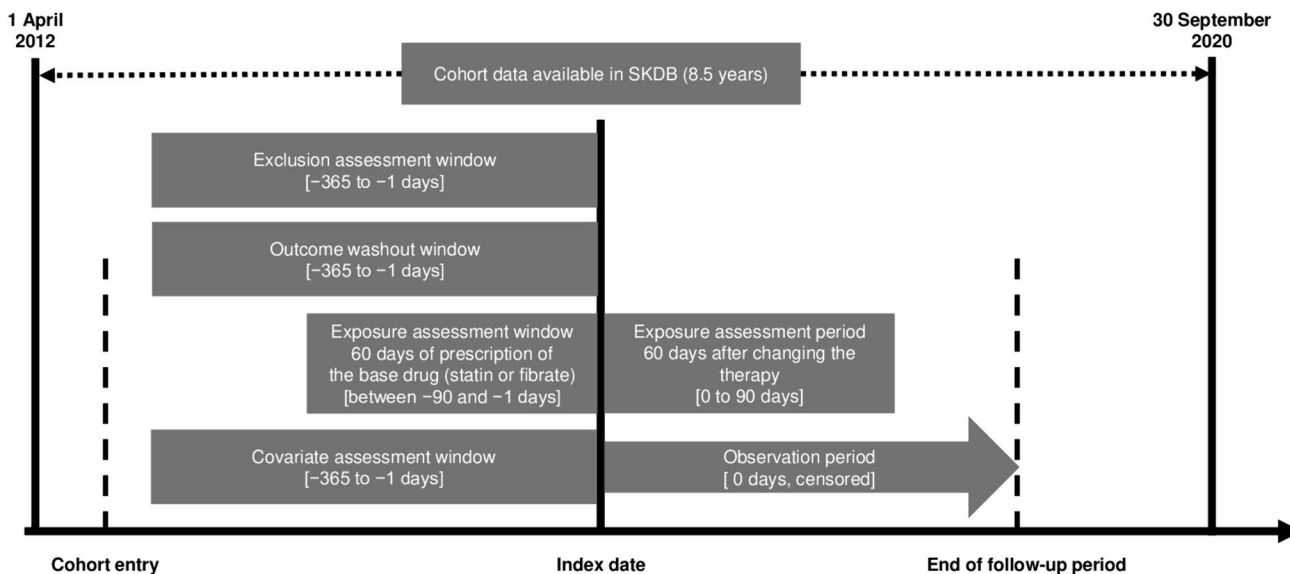 1 April
2012
30 September
2020
Cohort data available in SKDB (8.5 years)
Exclusion assessment window
[−365 to −1 days]
Outcome washout window
[−365 to −1 days]
Exposure assessment window
60 days of prescription of
the base drug (statin or fibrate)
[between −90 and −1 days]
Exposure assessment period
60 days after changing the
therapy
[0 to 90 days]
Covariate assessment window
[−365 to −1 days]
Observation period
[ 0 days, censored]
Cohort entry
Index date
End of follow-up period